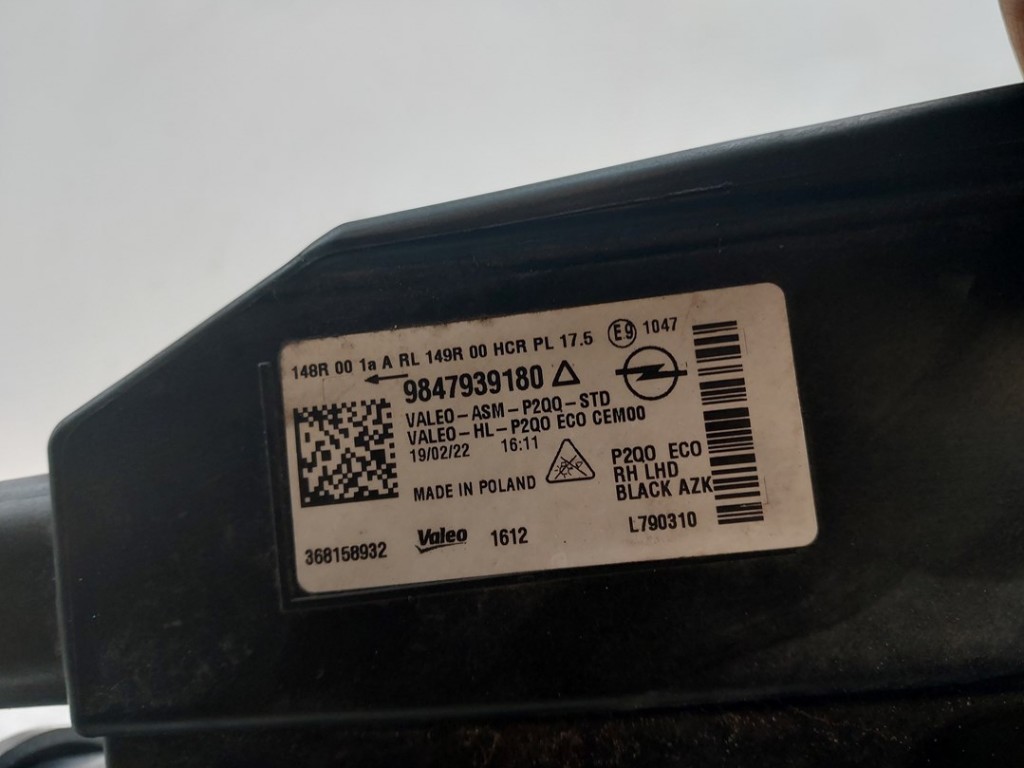 148R 00 1a A RL 149R 00 HCR PL 17.5 E9 1047
9847939180
VALEO-ASM-P2QO-STD
VALEO-HL-P2QO ECO CEM00
19/02/22 16:11
P2QO ECO
RH LHD
BLACK AZK
MADE IN POLAND
368158932 Valeo 1612 L790310